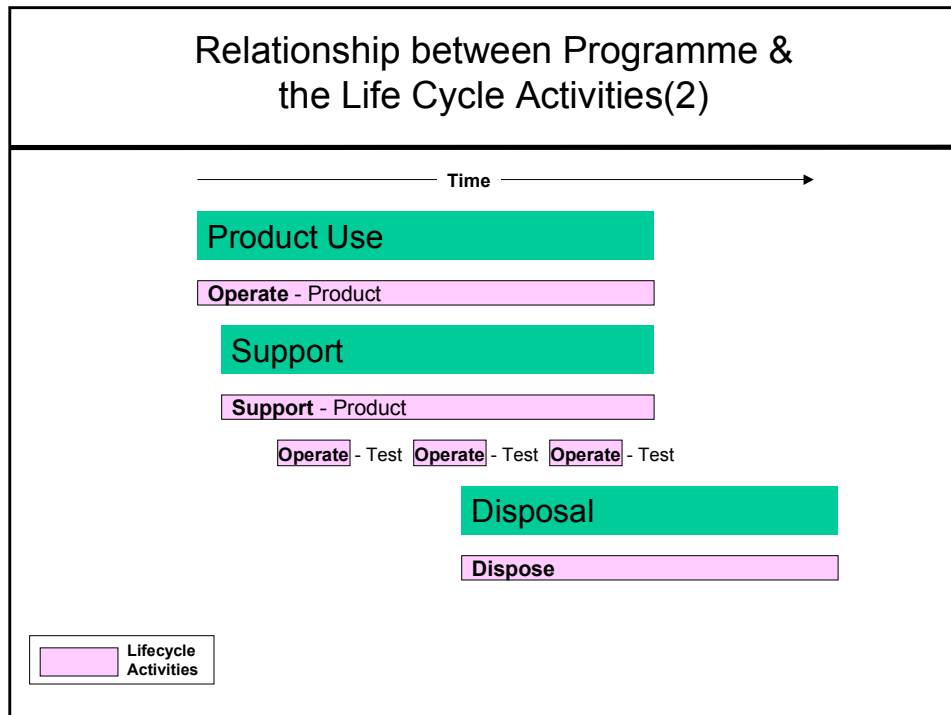 Relationship between Programme &
the Life Cycle Activities(2)
Time
Product Use
Operate - Product
Support
Support - Product
Operate - Test Operate - Test Operate - Test
Disposal
Dispose
Lifecycle
Activities